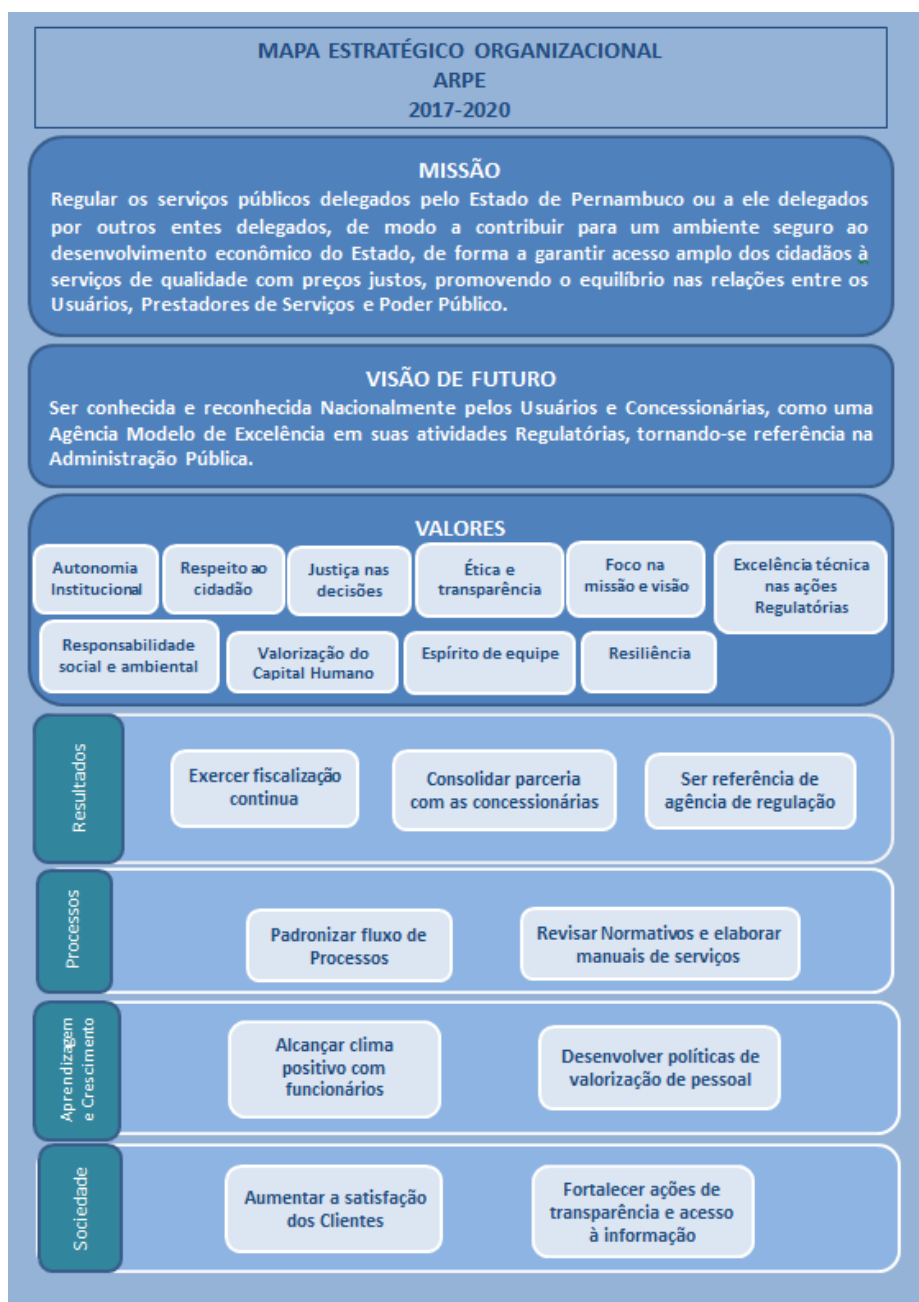 MAPA ESTRATÉGICO ORGANIZACIONAL
ARPE
2017-2020
MISSÃO
Regular os serviços públicos delegados pelo Estado de Pernambuco ou a ele delegados
por outros entes delegados, de modo a contribuir para um ambiente seguro ao
desenvolvimento econômico do Estado, de forma a garantir acesso amplo dos cidadãos à
serviços de qualidade com preços justos, promovendo o equilíbrio nas relações entre os
Usuários, Prestadores de Serviços e Poder Público.
VISÃO DE FUTURO
Ser conhecida e reconhecida Nacionalmente pelos Usuários e Concessionárias, como uma
Agência Modelo de Excelência em suas atividades Regulatórias, tornando-se referência na
Administração Pública.
VALORES
Autonomia
Institucional
Respeito ao
cidadão
Justiça nas
decisões
Ética e
transparência
Foco na
missão e visão
Excelência técnica
nas ações
Regulatórias
Responsabilidade
social e ambiental
Valorização do
Capital Humano
Espírito de equipe
Resiliência
Resultados
Exercer fiscalização
continua
Consolidar parceria
com as concessionárias
Ser referência de
agência de regulação
Processos
Padronizar fluxo de
Processos
Revisar Normativos e elaborar
manuais de serviços
Aprendizagem
e Crescimento
Alcançar clima
positivo com
funcionários
Desenvolver políticas de
valorização de pessoal
Sociedade
Aumentar a satisfação
dos Clientes
Fortalecer ações de
transparência e acesso
à informação